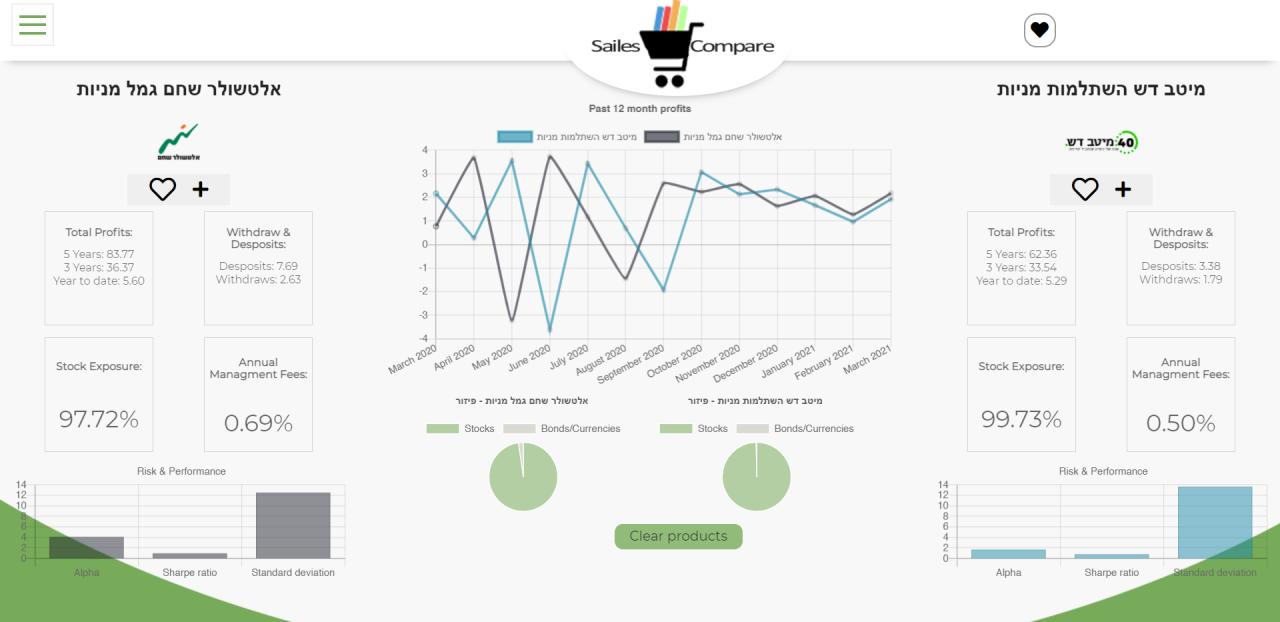 Sailes Compare
אלטשולר שחם גמל מניות
אלטשולר שחם
Total Profits:
5 Years: 83.77
3 Years: 36.37
Year to date: 5.60
Withdraw &
Desposits:
Desposits: 7.69
Withdraws: 2.63
Stock Exposure:
97.72%
Annual
Managment Fees:
0.69%
Risk & Performance
14
12
10
8
6
4
2
0
Alpha
Sharpe ratio
Standard deviation
Past 12 month profits
מיטב דש השתלמות מניות
אלטשולר שחם גמל מניות
4
3
2
1
0
-1
-2
-3
-4
March 2020
April 2020
May 2020
June 2020
July 2020
August 2020
September 2020
October 2020
November 2020
December 2020
January 2021
February 2021
March 2021
אלטשולר שחם גמל מניות - פיזור
Stocks
Bonds/Currencies
מיטב דש השתלמות מניות - פיזור
Stocks
Bonds/Currencies
Clear products
מיטב דש השתלמות מניות
40 מיטב דש.
Total Profits:
5 Years: 62.36
3 Years: 33.54
Year to date: 5.29
Withdraw &
Desposits:
Desposits: 3.38
Withdraws: 1.79
Stock Exposure:
99.73%
Annual
Managment Fees:
0.50%
Risk & Performance
14
12
10
8
6
4
2
0
Alpha
Sharpe ratio
Standard deviation